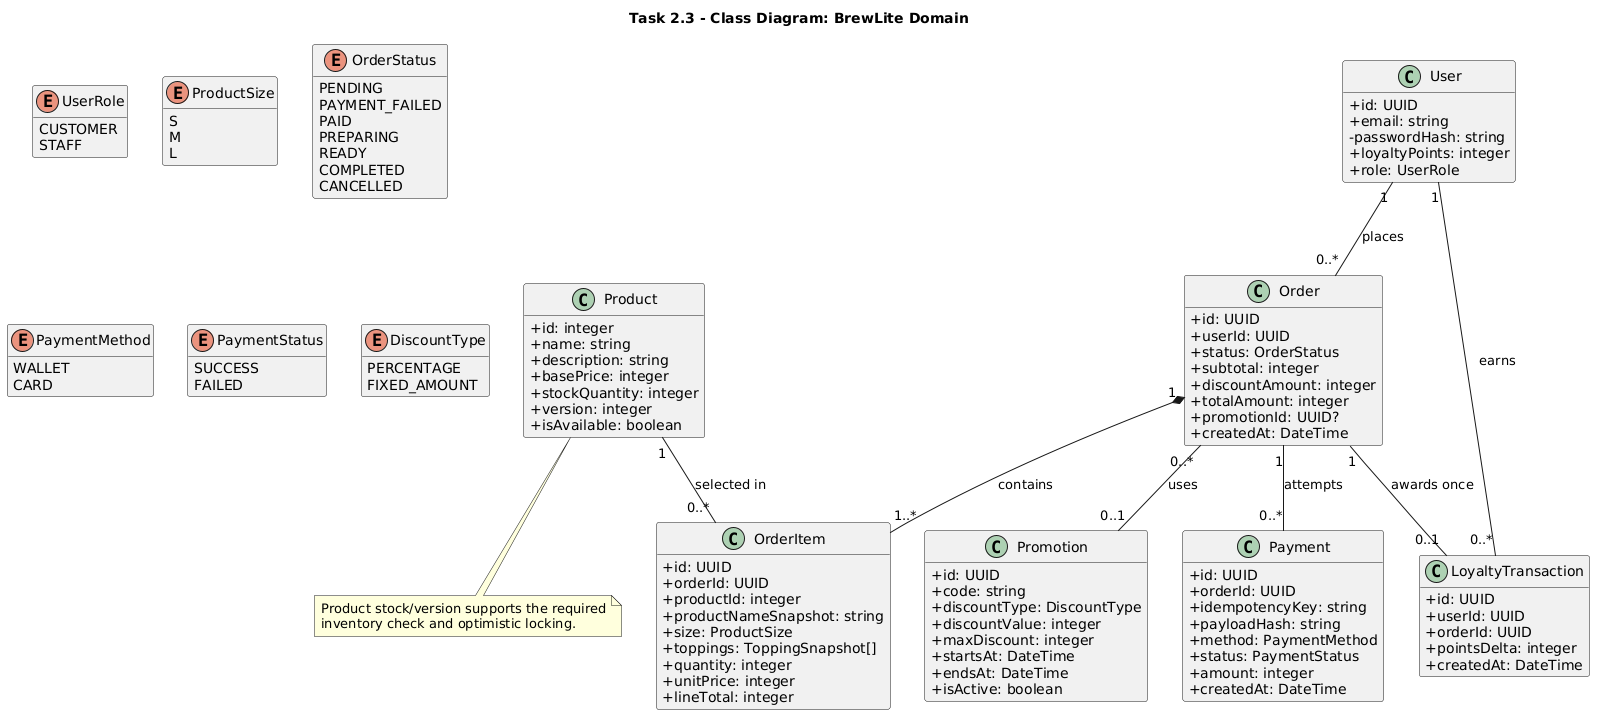 Task 2.3 - Class Diagram: BrewLite Domain
E UserRole
CUSTOMER
STAFF
E ProductSize
S
M
L
E OrderStatus
PENDING
PAYMENT_FAILED
PAID
PREPARING
READY
COMPLETED
CANCELLED
C User
+id: UUID
+email: string
-passwordHash: string
+loyaltyPoints: integer
+role: UserRole
1
1
places
0..*
E PaymentMethod
WALLET
CARD
E PaymentStatus
SUCCESS
FAILED
E DiscountType
PERCENTAGE
FIXED_AMOUNT
C Product
+id: integer
+name: string
+description: string
+basePrice: integer
+stockQuantity: integer
+version: integer
+isAvailable: boolean
C Order
+id: UUID
+userId: UUID
+status: OrderStatus
+subtotal: integer
+discountAmount: integer
+totalAmount: integer
+promotionId: UUID?
+createdAt: DateTime
earns
1
1
selected in
0..*
contains
1..*
0..*
uses
0..1
1
attempts
0..*
1
awards once
0..1
0..*
Product stock/version supports the required
inventory check and optimistic locking.
C OrderItem
+id: UUID
+orderId: UUID
+productId: integer
+productNameSnapshot: string
+size: ProductSize
+toppings: ToppingSnapshot[]
+quantity: integer
+unitPrice: integer
+lineTotal: integer
C Promotion
+id: UUID
+code: string
+discountType: DiscountType
+discountValue: integer
+maxDiscount: integer
+startsAt: DateTime
+endsAt: DateTime
+isActive: boolean
C Payment
+id: UUID
+orderId: UUID
+idempotencyKey: string
+payloadHash: string
+method: PaymentMethod
+status: PaymentStatus
+amount: integer
+createdAt: DateTime
C LoyaltyTransaction
+id: UUID
+userId: UUID
+orderId: UUID
+pointsDelta: integer
+createdAt: DateTime